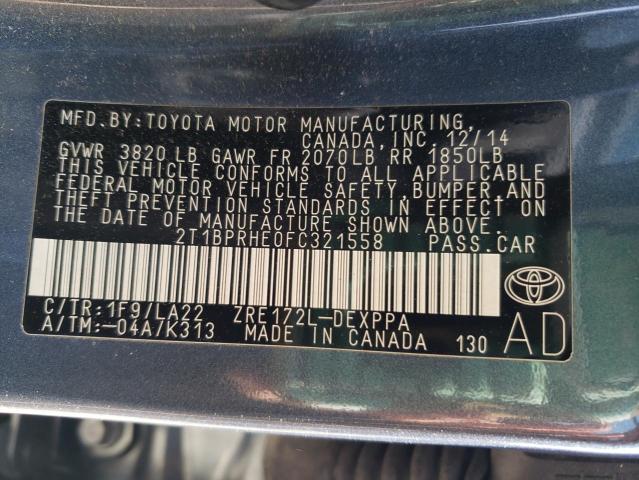 MFD.BY:TOYOTA MOTOR MANUFACTURING,
CANADA,INC. 12/14
GVWR 3820 LB GAWR FR 2070LB RR 1850LB
THIS VEHICLE CONFORMS TO ALL APPLICABLE
FEDERAL MOTOR VEHICLE SAFETY,BUMPER,AND
THEFT PREVENTION STANDARDS IN EFFECT ON
THE DATE OF MANUFACTURE SHOWN ABOVE.
2T1BPRHE0FC321558 PASS.CAR
C/TR:1F9/LA22 ZRE172L-DEXPPA
A/TM:-04A/K313 MADE IN CANADA 130 AD